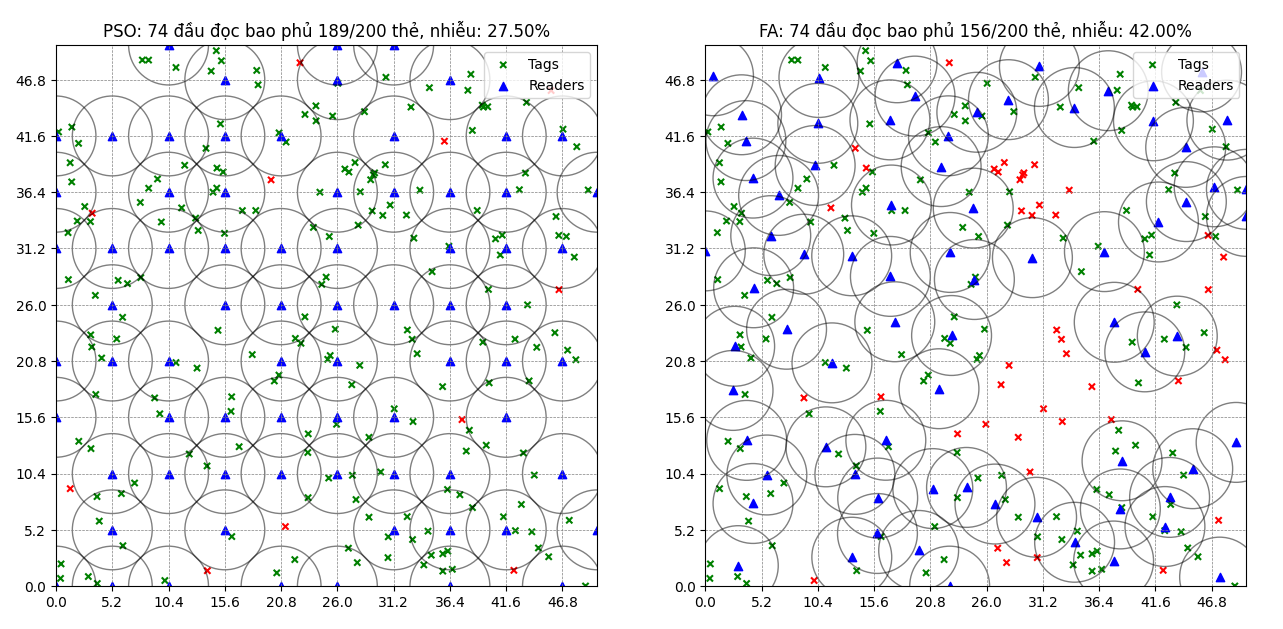 PSO: 74 đầu đọc bao phủ 189/200 thẻ, nhiễu: 27.50%
Tags
Readers
46.8
41.6
36.4
31.2
26.0
20.8
15.6
10.4
5.2
0.0
0.0 5.2 10.4 15.6 20.8 26.0 31.2 36.4 41.6 46.8
FA: 74 đầu đọc bao phủ 156/200 thẻ, nhiễu: 42.00%
Tags
Readers
46.8
41.6
36.4
31.2
26.0
20.8
15.6
10.4
5.2
0.0
0.0 5.2 10.4 15.6 20.8 26.0 31.2 36.4 41.6 46.8